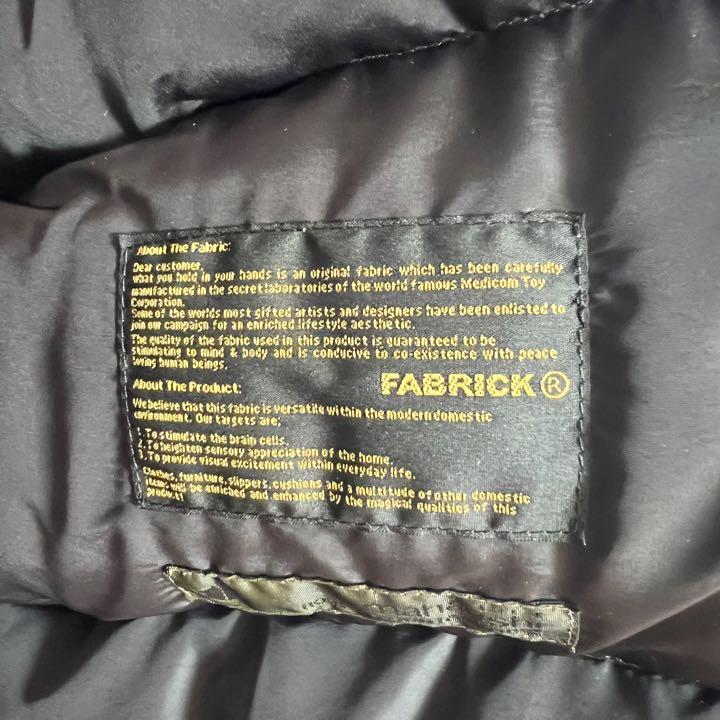 About The Fabric:
Dear customer,
what you hold in your hands is an original fabric which has been carefully
manufactured in the secret laboratories of the world famous Medicom Toy
Corporation.
Some of the worlds most gifted artists and designers have been enlisted to
join our campaign for an enriched lifestyle aesthetic.
The quality of the fabric used in this product is guaranteed to be
stimulating to mind & body and is conducive to co-existence with peace
loving human beings.
About The Product:
FABRICK®
We believe that this fabric is versatile within the modern domestic
environment. Our targets are;
1. To stimulate the brain cells.
2. To heighten sensory appreciation of the home.
3. To provide visual excitement within everyday life.
Clothes, furniture, slippers, cushions and a multitude of other domestic
items will be enriched and enhanced by the magical qualities of this
product!